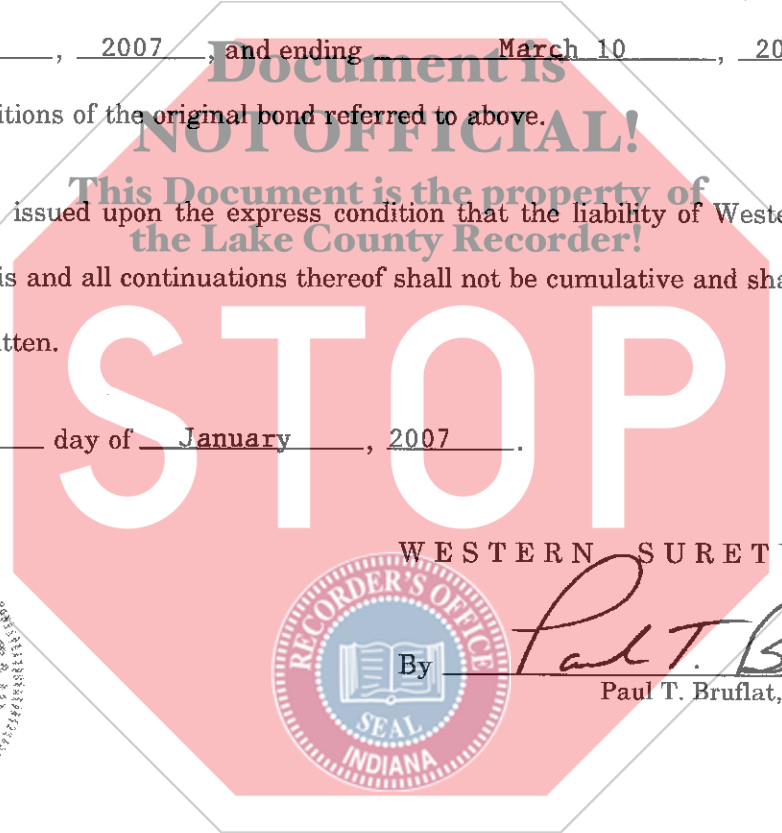 , 2007, and ending March 10, 20
Document is
itions of the original bond referred to above.
NOT OFFICIAL!
This Document is the property of
issued upon the express condition that the liability of Weste
the Lake County Recorder!
is and all continuations thereof shall not be cumulative and sha
tten.
STOP
day of January, 2007.
WESTERN SURET
RECORDER'S OFFICE
SEAL
INDIANA
By Paul T. B
Paul T. Bruflat,